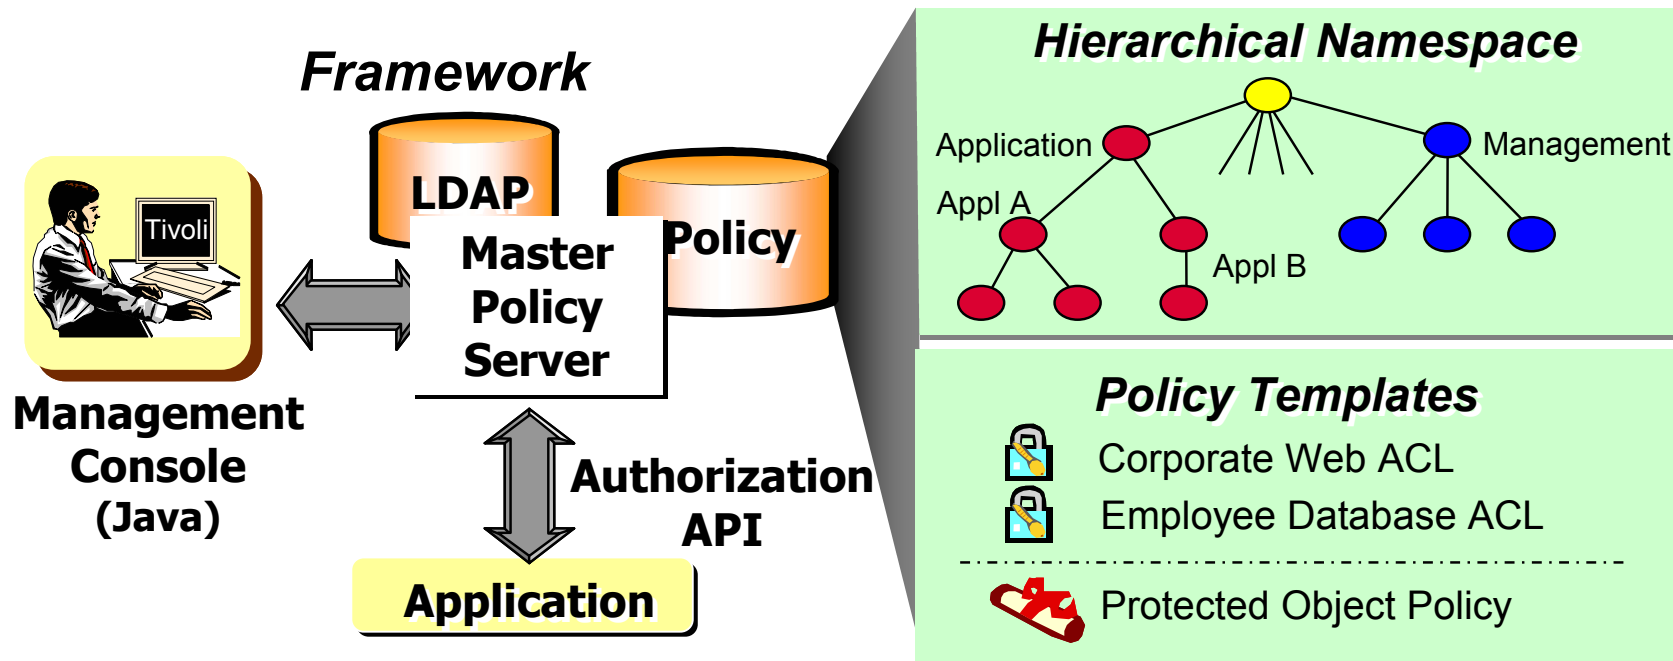 Framework
LDAP
Policy
Master
Policy
Server
Tivoli
Management
Console
(Java)
Authorization
API
Application
Hierarchical Namespace
Application
Management
Appl A
Appl B
Policy Templates
Corporate Web ACL
Employee Database ACL
Protected Object Policy